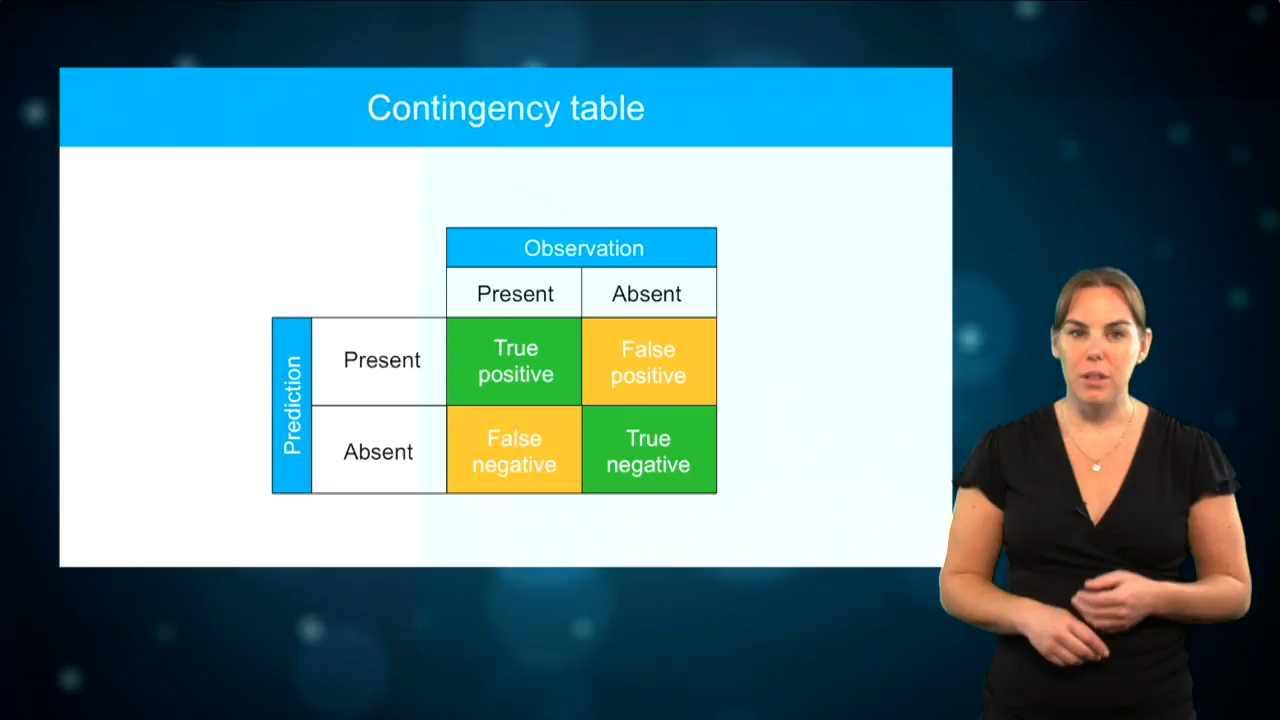 Contingency table
Observation
Present
Absent
Prediction
Present
True
positive
False
positive
Absent
False
negative
True
negative